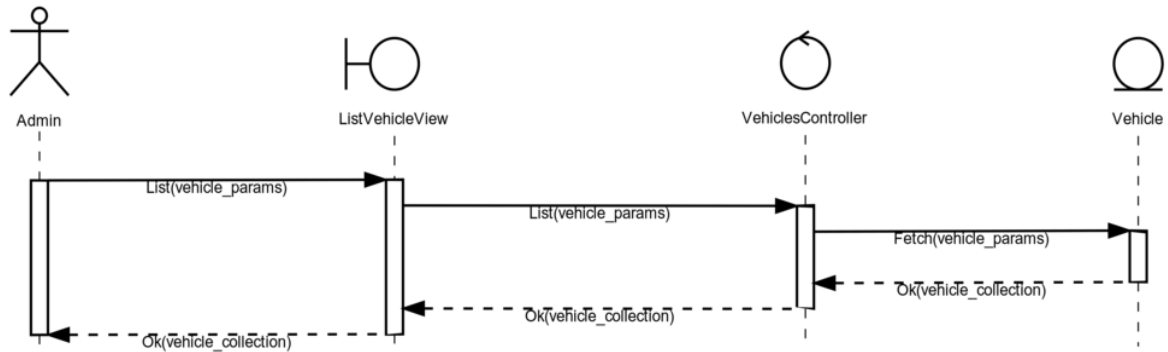 Admin
ListVehicleView
VehiclesController
Vehicle
List(vehicle_params)
List(vehicle_params)
Fetch(vehicle_params)
Ok(vehicle_collection)
Ok(vehicle_collection)
Ok(vehicle_collection)